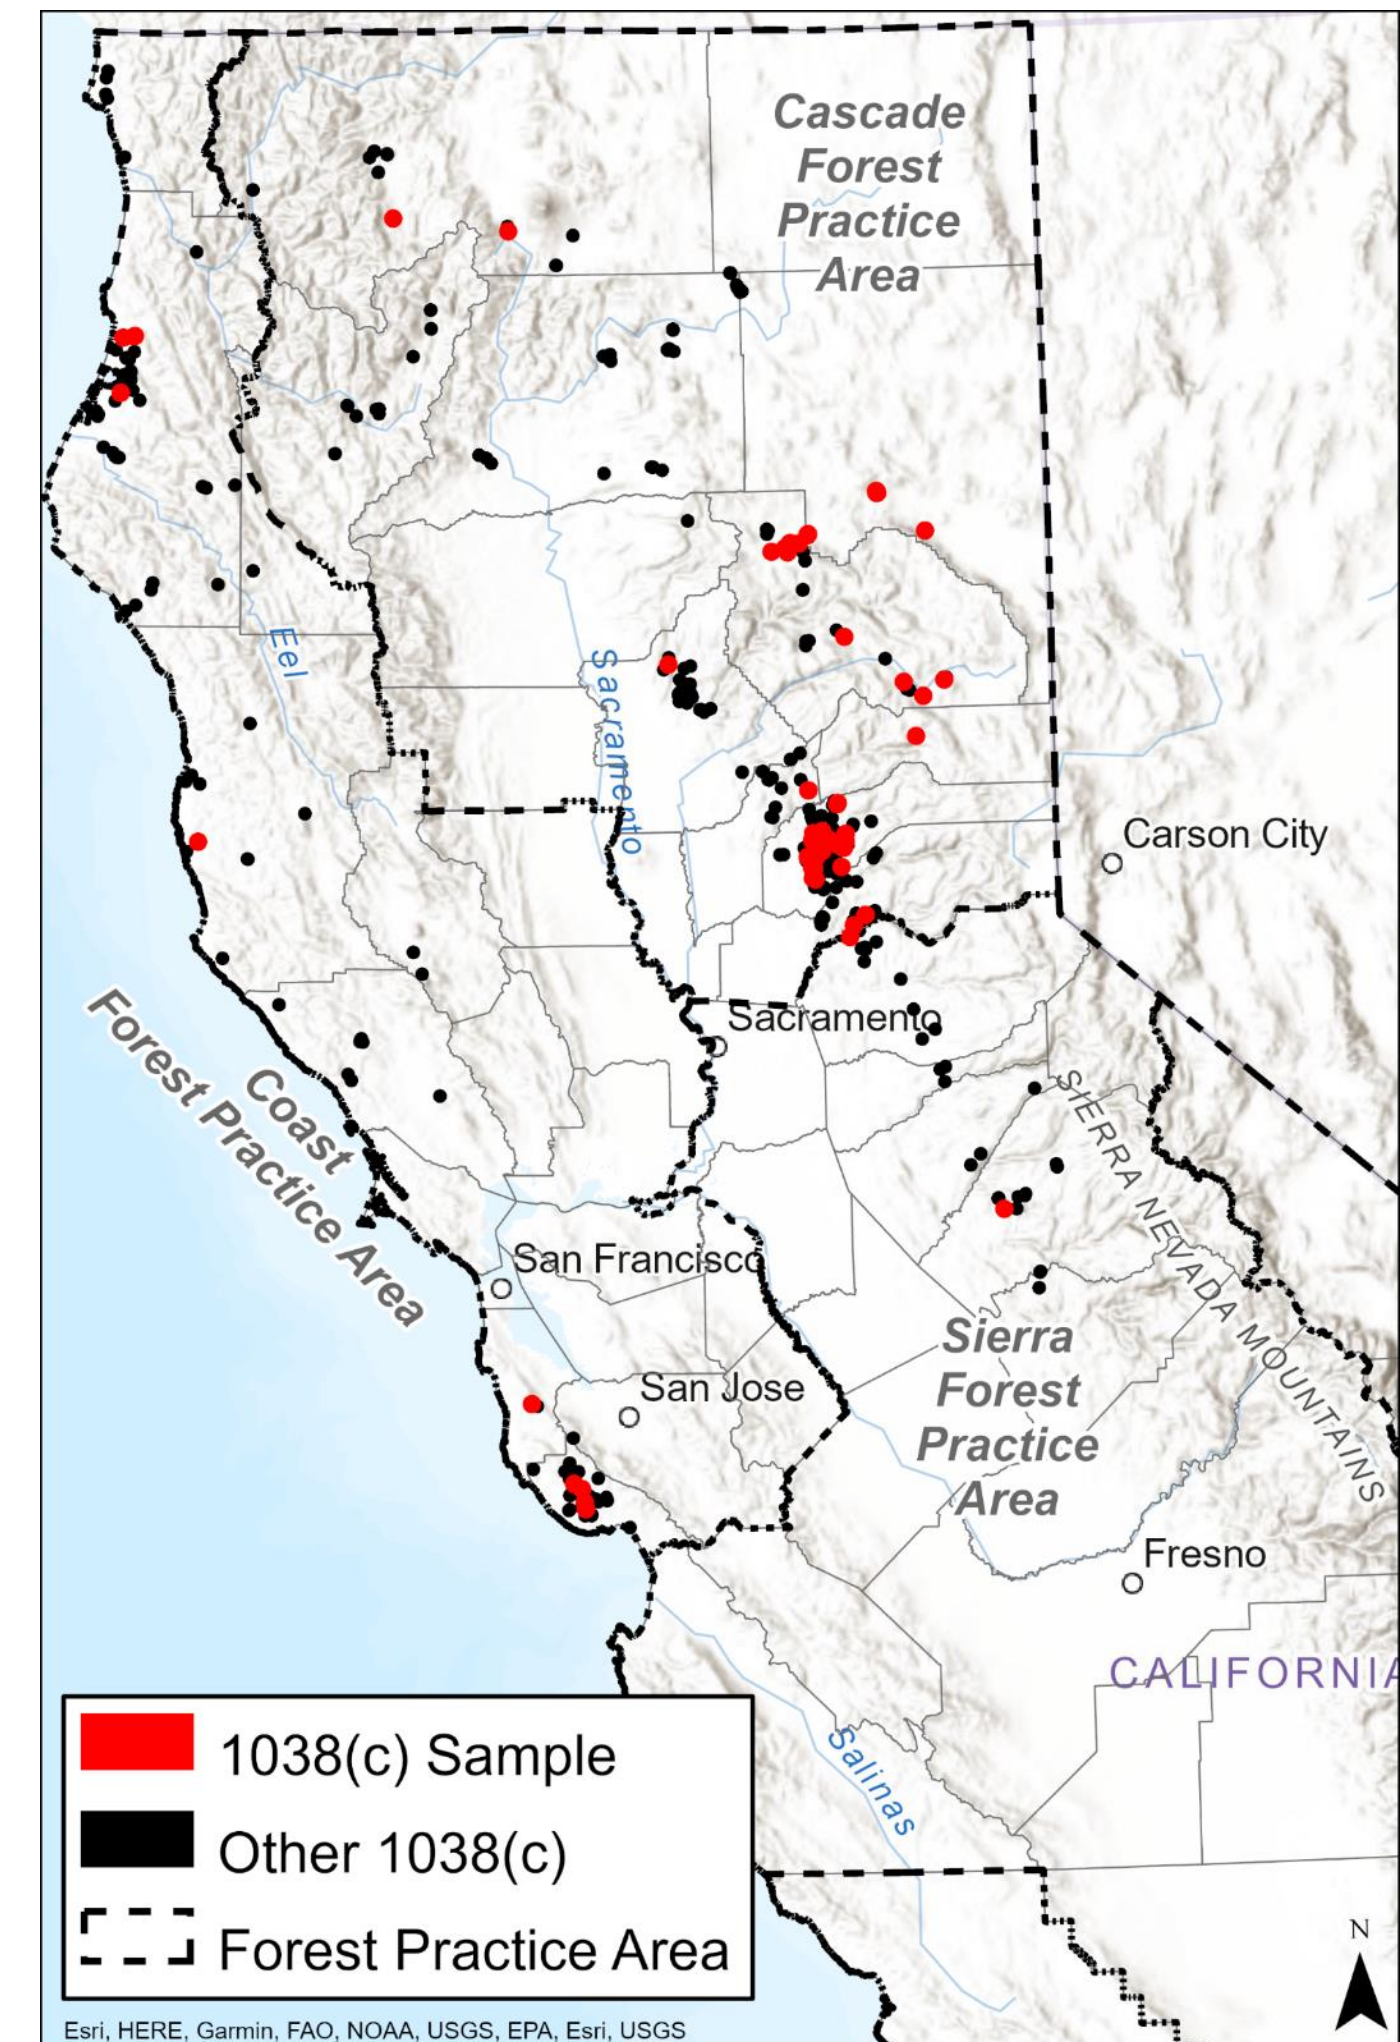 Cascade
Forest
Practice
Area
Eel
Sacramento
Carson City
Sacramento
Coast
Forest Practice Area
SIERRA NEVADA MOUNTAINS
San Francisco
San Jose
Sierra
Forest
Practice
Area
Fresno
CALIFORNIA
Salinas
1038(c) Sample
Other 1038(c)
Forest Practice Area
N
Esri, HERE, Garmin, FAO, NOAA, USGS, EPA, Esri, USGS